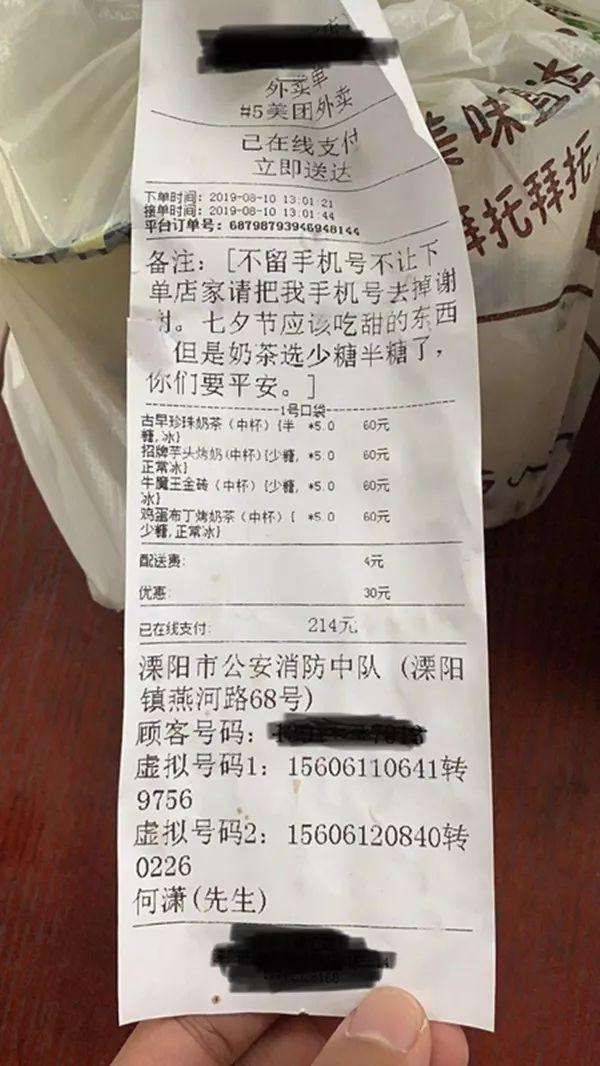 外卖单
#5美团外卖
已在线支付
立即送达
下单时间: 2019-08-10 13:01:21
接单时间: 2019-08-10 13:01:44
平台订单号: 68798793946948144
备注: [不留手机号不让下
单店家请把我手机号去掉谢
谢。七夕节应该吃甜的东西
但是奶茶选少糖半糖了,
你们要平安。]
1号口袋
古早珍珠奶茶(中杯){半 *5.0 60元
糖,冰}
招牌芋头烤奶(中杯){少糖, *5.0 60元
正常冰}
牛魔王金砖(中杯){少糖, *5.0 60元
冰}
鸡蛋布丁烤奶茶(中杯){ *5.0 60元
少糖,正常冰}
配送费: 4元
优惠: 30元
已在线支付: 214元
溧阳市公安消防中队 (溧阳
镇燕河路68号)
顾客号码:
虚拟号码1: 15606110641转
9756
虚拟号码2: 15606120840转
0226
何潇(先生)
美味
拜托拜托